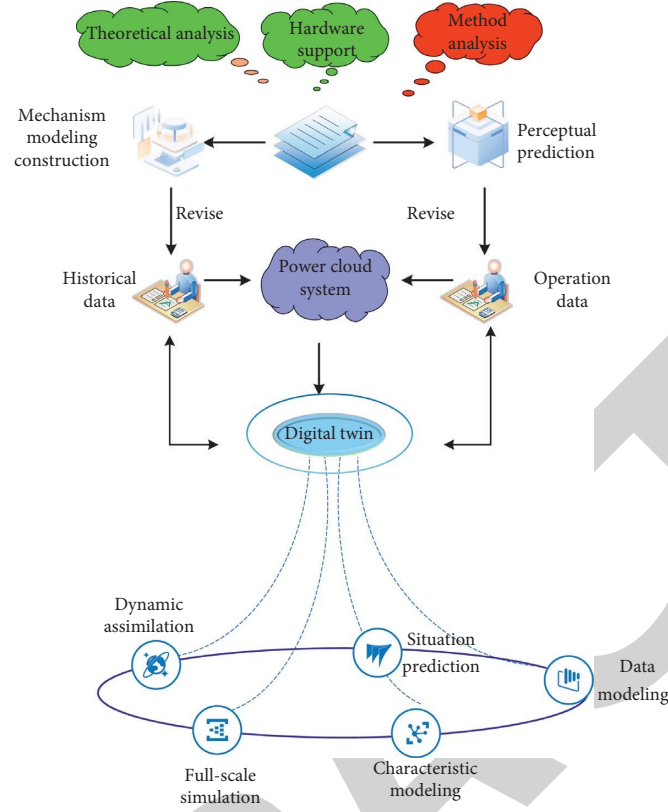 Theoretical analysis
Hardware
support
Method
analysis
Mechanism
modeling
construction
Perceptual
prediction
Revise
Revise
Historical
data
Power cloud
system
Operation
data
Digital twin
Dynamic
assimilation
Situation
prediction
Data
modeling
Full-scale
simulation
Characteristic
modeling